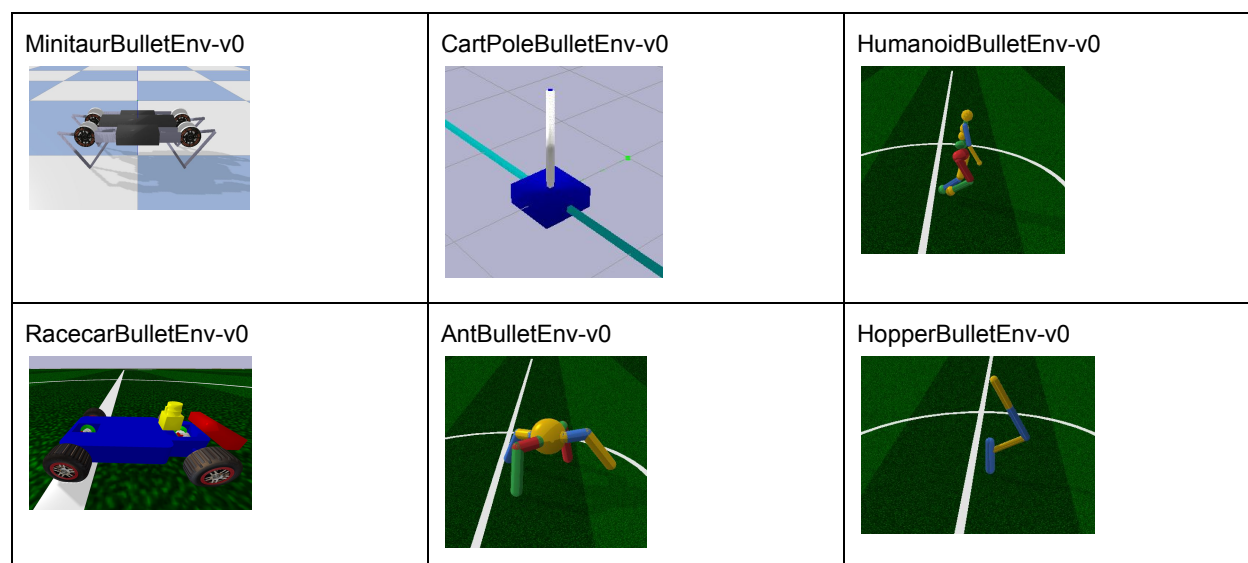 MinitaurBulletEnv-v0
CartPoleBulletEnv-v0
HumanoidBulletEnv-v0
RacecarBulletEnv-v0
AntBulletEnv-v0
HopperBulletEnv-v0